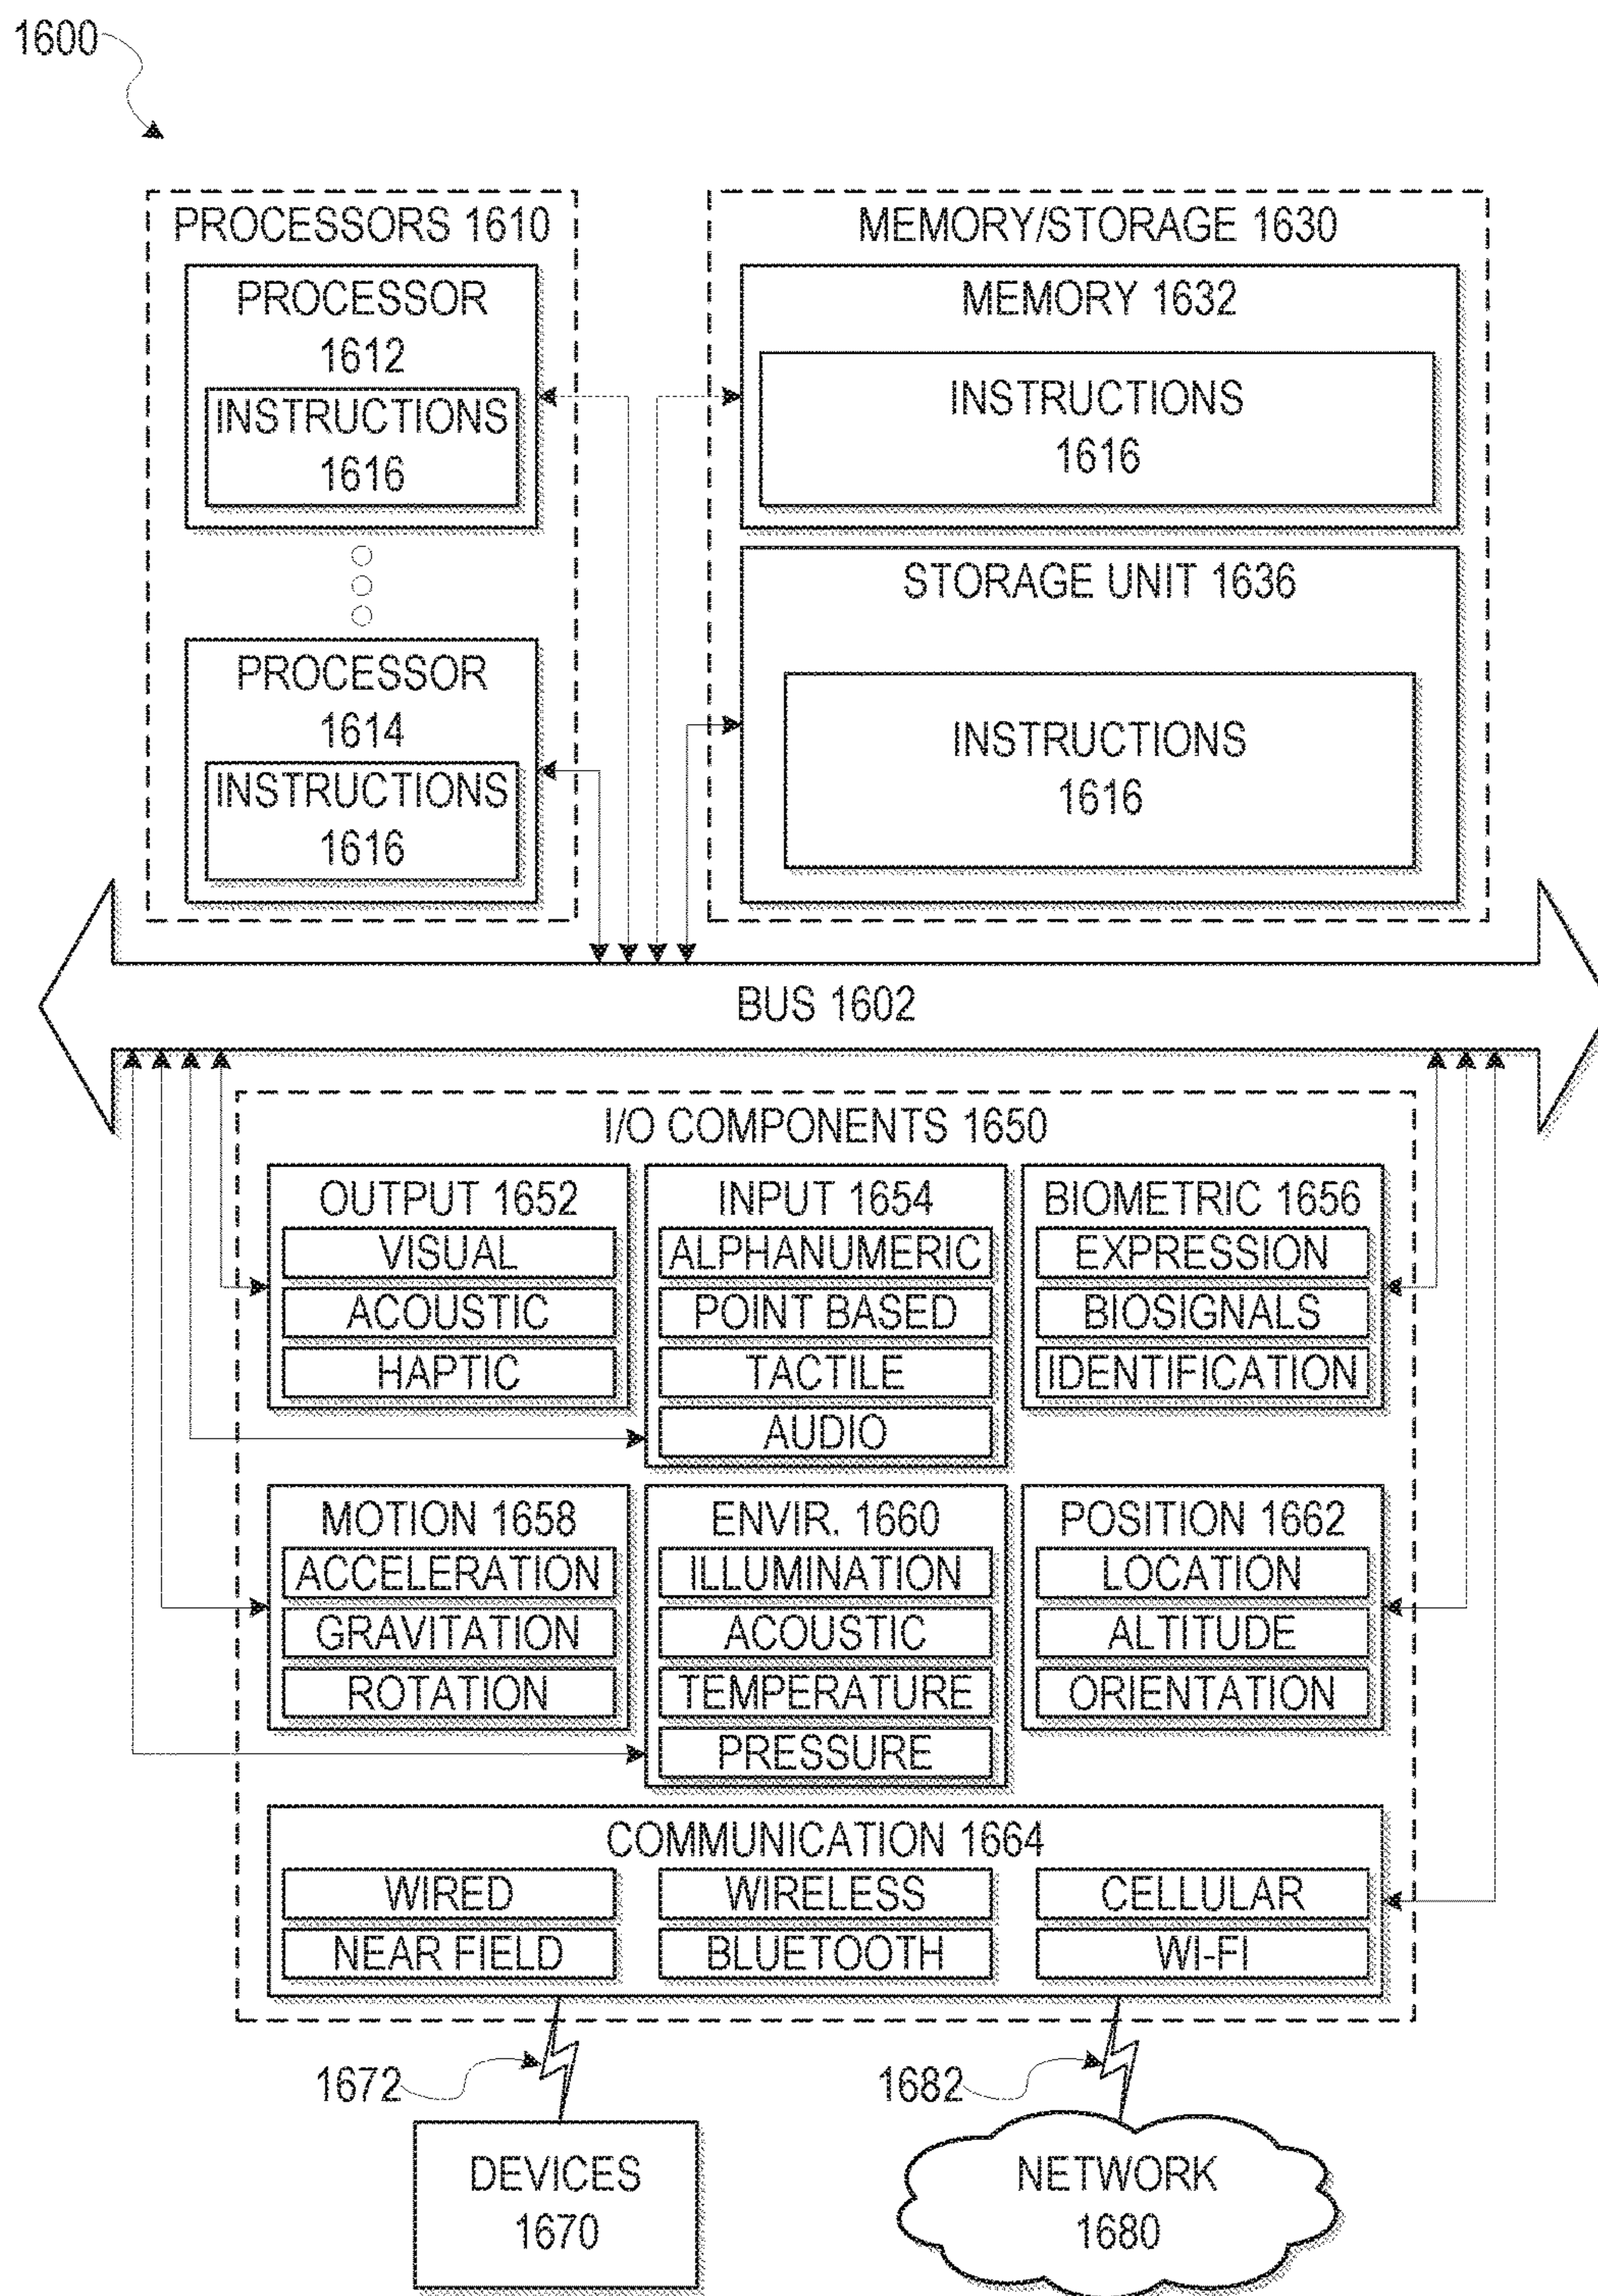 1600
PROCESSORS 1610
PROCESSOR
1612
INSTRUCTIONS
1616
PROCESSOR
1614
INSTRUCTIONS
1616
MEMORY/STORAGE 1630
MEMORY 1632
INSTRUCTIONS
1616
STORAGE UNIT 1636
INSTRUCTIONS
1616
BUS 1602
I/O COMPONENTS 1650
OUTPUT 1652
VISUAL
ACOUSTIC
HAPTIC
INPUT 1654
ALPHANUMERIC
POINT BASED
TACTILE
AUDIO
BIOMETRIC 1656
EXPRESSION
BIOSIGNALS
IDENTIFICATION
MOTION 1658
ACCELERATION
GRAVITATION
ROTATION
ENVIR. 1660
ILLUMINATION
ACOUSTIC
TEMPERATURE
PRESSURE
POSITION 1662
LOCATION
ALTITUDE
ORIENTATION
COMMUNICATION 1664
WIRED
WIRELESS
CELLULAR
NEAR FIELD
BLUETOOTH
WI-FI
1672
1682
DEVICES
1670
NETWORK
1680